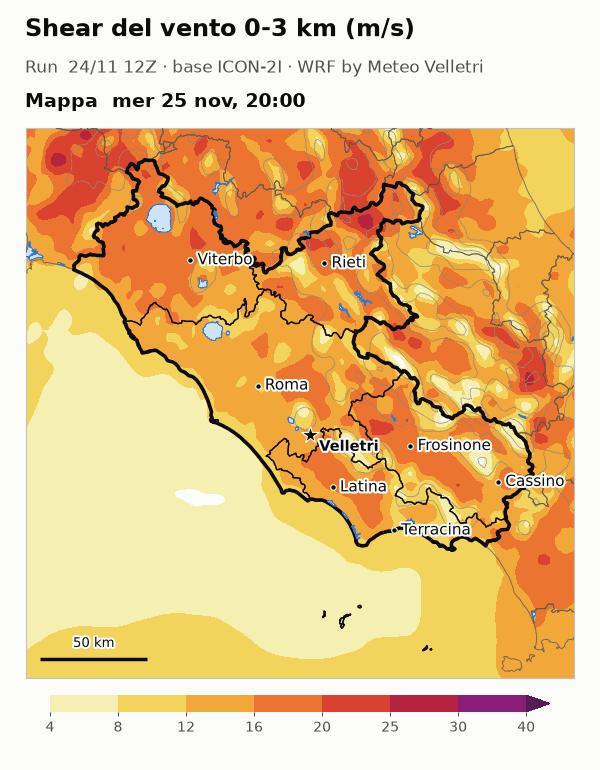 Shear del vento 0-3 km (m/s)
Run 24/11 12Z · base ICON-2I · WRF by Meteo Velletri
Mappa mer 25 nov, 20:00
Viterbo
Rieti
Roma
Velletri
Frosinone
Cassino
Latina
Terracina
50 km
4 8 12 16 20 25 30 40